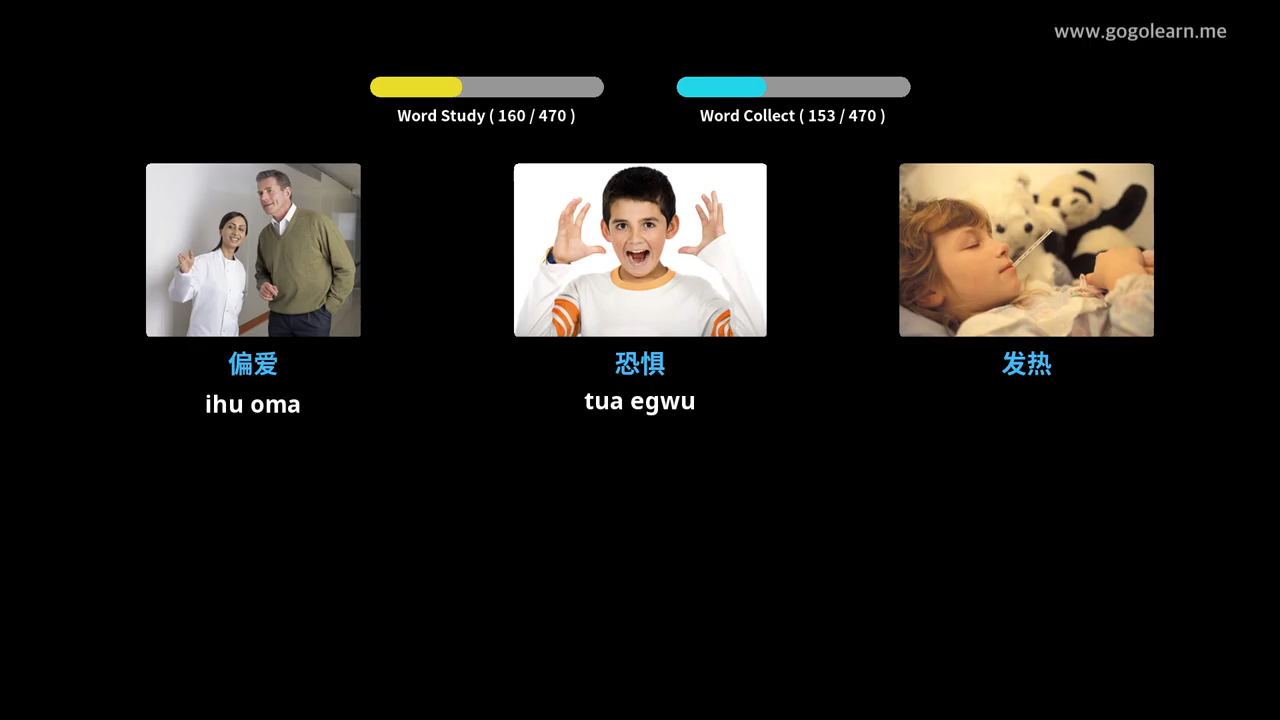 www.gogolearn.me
Word Study ( 160 / 470 )
Word Collect ( 153 / 470 )
偏爱
恐惧
发热
ihu oma
tua egwu